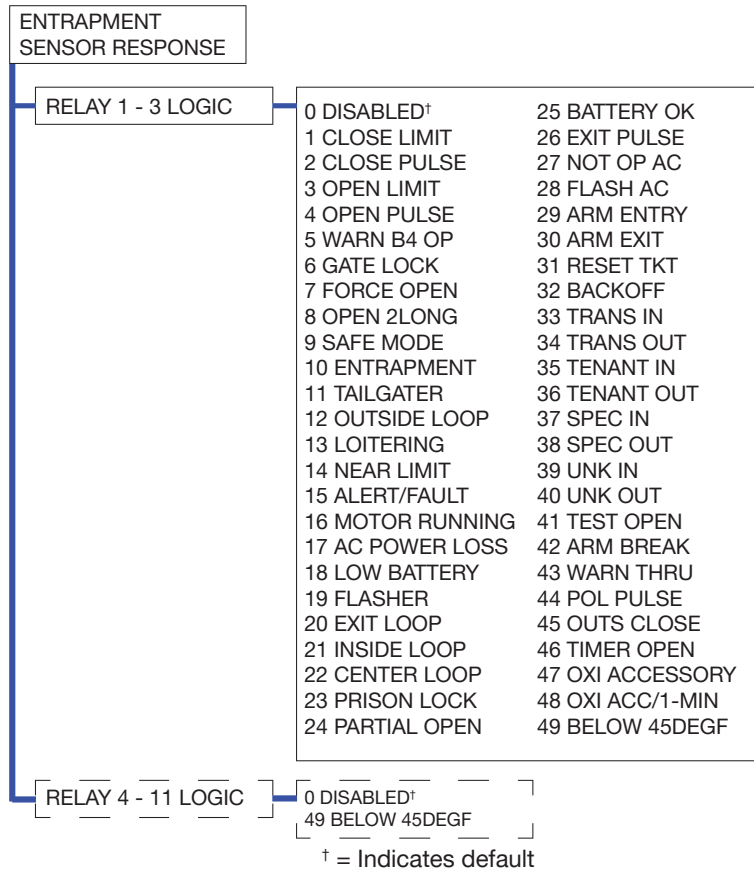 ENTRAPMENT
SENSOR RESPONSE
RELAY 1 - 3 LOGIC
0 DISABLED†
1 CLOSE LIMIT
2 CLOSE PULSE
3 OPEN LIMIT
4 OPEN PULSE
5 WARN B4 OP
6 GATE LOCK
7 FORCE OPEN
8 OPEN 2LONG
9 SAFE MODE
10 ENTRAPMENT
11 TAILGATER
12 OUTSIDE LOOP
13 LOITERING
14 NEAR LIMIT
15 ALERT/FAULT
16 MOTOR RUNNING
17 AC POWER LOSS
18 LOW BATTERY
19 FLASHER
20 EXIT LOOP
21 INSIDE LOOP
22 CENTER LOOP
23 PRISON LOCK
24 PARTIAL OPEN
25 BATTERY OK
26 EXIT PULSE
27 NOT OP AC
28 FLASH AC
29 ARM ENTRY
30 ARM EXIT
31 RESET TKT
32 BACKOFF
33 TRANS IN
34 TRANS OUT
35 TENANT IN
36 TENANT OUT
37 SPEC IN
38 SPEC OUT
39 UNK IN
40 UNK OUT
41 TEST OPEN
42 ARM BREAK
43 WARN THRU
44 POL PULSE
45 OUTS CLOSE
46 TIMER OPEN
47 OXI ACCESSORY
48 OXI ACC/1-MIN
49 BELOW 45DEGF
RELAY 4 - 11 LOGIC
0 DISABLED†
49 BELOW 45DEGF
† = Indicates default